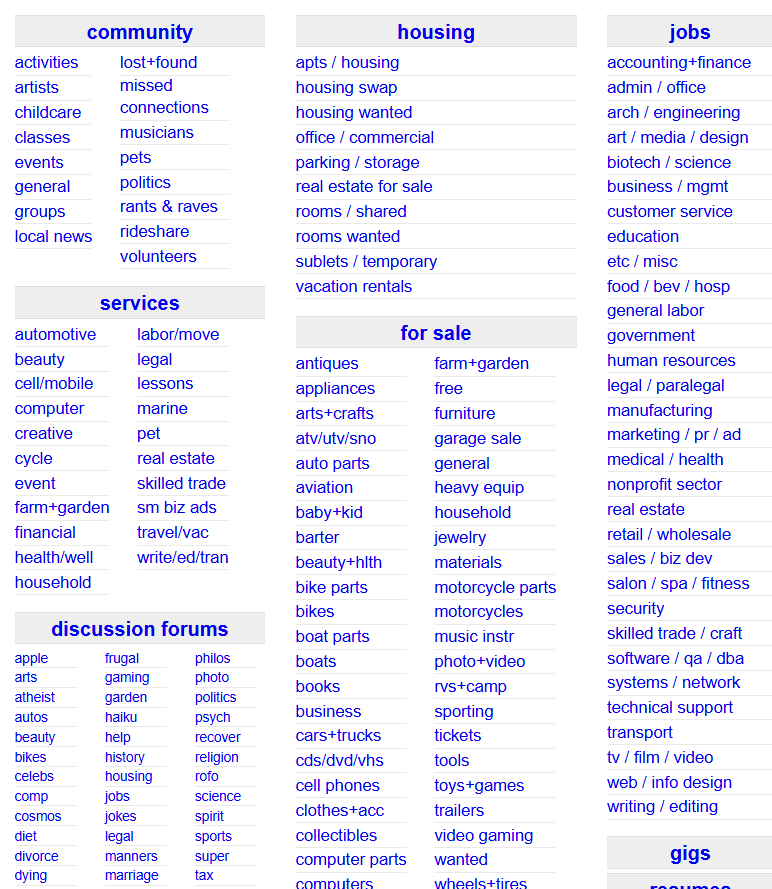 community
activities
artists
childcare
classes
events
general
groups
local news
lost+found
missed
connections
musicians
pets
politics
rants & raves
rideshare
volunteers
services
automotive
beauty
cell/mobile
computer
creative
cycle
event
farm+garden
financial
health/well
household
labor/move
legal
lessons
marine
pet
real estate
skilled trade
sm biz ads
travel/vac
write/ed/tran
discussion forums
apple
arts
atheist
autos
beauty
bikes
celebs
comp
cosmos
diet
divorce
dying
frugal
gaming
garden
haiku
help
history
housing
jobs
jokes
legal
manners
marriage
philos
photo
politics
psych
recover
religion
rofo
science
spirit
sports
super
tax
housing
apts / housing
housing swap
housing wanted
office / commercial
parking / storage
real estate for sale
rooms / shared
rooms wanted
sublets / temporary
vacation rentals
for sale
antiques
appliances
arts+crafts
atv/utv/sno
auto parts
aviation
baby+kid
barter
beauty+hlth
bike parts
bikes
boat parts
boats
books
business
cars+trucks
cds/dvd/vhs
cell phones
clothes+acc
collectibles
computer parts
computers
farm+garden
free
furniture
garage sale
general
heavy equip
household
jewelry
materials
motorcycle parts
motorcycles
music instr
photo+video
rvs+camp
sporting
tickets
tools
toys+games
trailers
video gaming
wanted
wheels+tires
jobs
accounting+finance
admin / office
arch / engineering
art / media / design
biotech / science
business / mgmt
customer service
education
etc / misc
food / bev / hosp
general labor
government
human resources
legal / paralegal
manufacturing
marketing / pr / ad
medical / health
nonprofit sector
real estate
retail / wholesale
sales / biz dev
salon / spa / fitness
security
skilled trade / craft
software / qa / dba
systems / network
technical support
transport
tv / film / video
web / info design
writing / editing
gigs
resumes